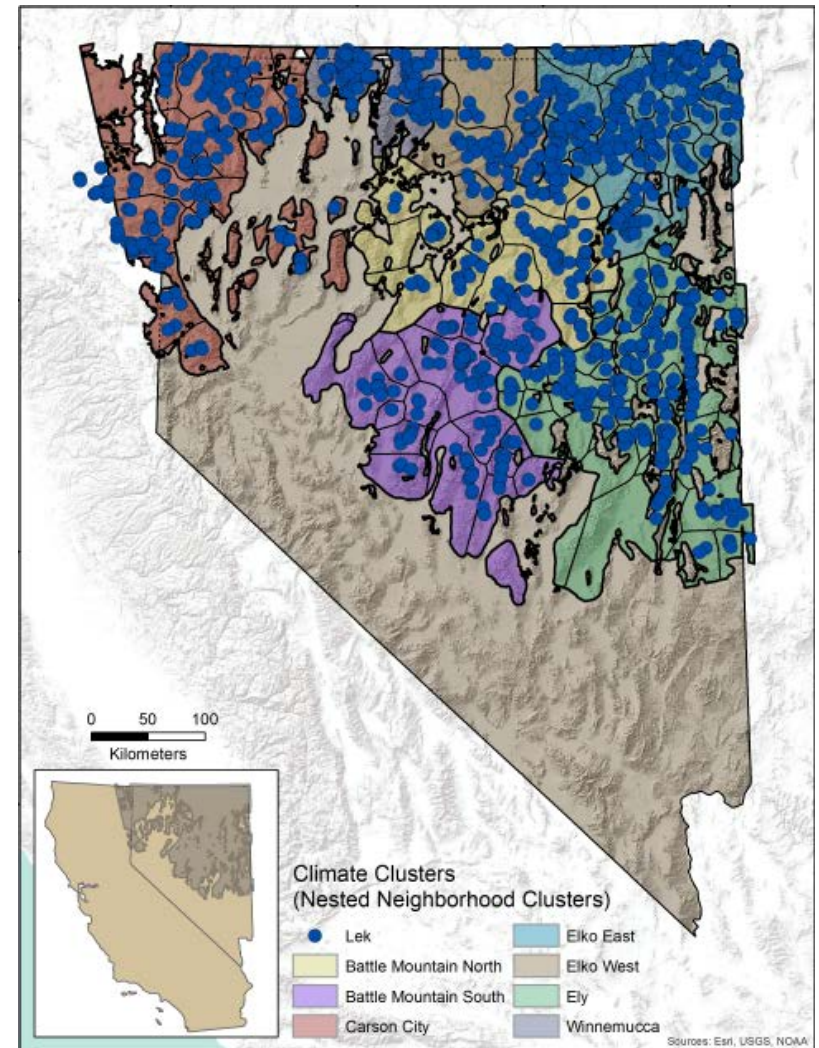 0 50 100
Kilometers
Climate Clusters
(Nested Neighborhood Clusters)
Lek
Battle Mountain North
Battle Mountain South
Carson City
Elko East
Elko West
Ely
Winnemucca
Sources: Esri, USGS, NOAA